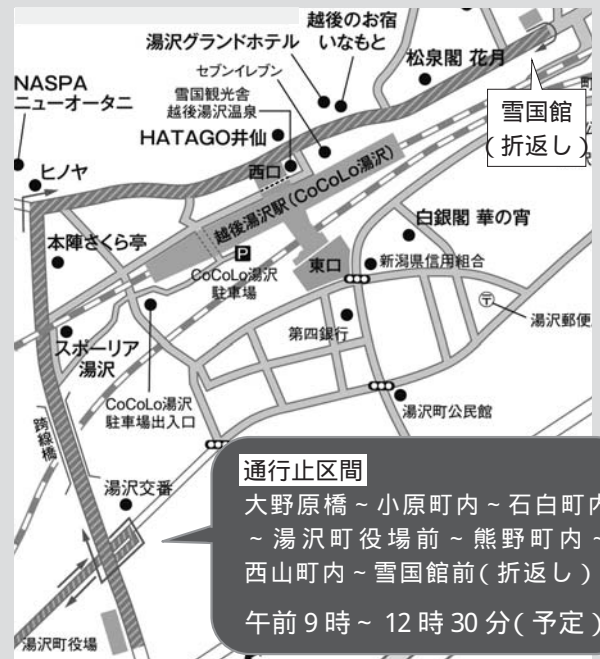 越後のお宿
いなもと
湯沢グランドホテル
松泉閣 花月
セブンイレブン
NASPA
ニューオータニ
雪国観光舎
越後湯沢温泉
雪国館
(折返し)
HATAGO井仙
西口
越後湯沢駅(CoCoLo湯沢)
ヒノヤ
白銀閣 華の宵
本陣さくら亭
P
CoCoLo湯沢
駐車場
東口
新潟県信用組合
〒
湯沢郵便
第四銀行
スポーリア
湯沢
CoCoLo湯沢
駐車場出入口
湯沢町公民館
跨線橋
湯沢交番
湯沢町役場
通行止区間
大野原橋~小原町内~石白町内
~湯沢町役場前~熊野町内~
西山町内~雪国館前(折返し)
午前9時~12時30分(予定)